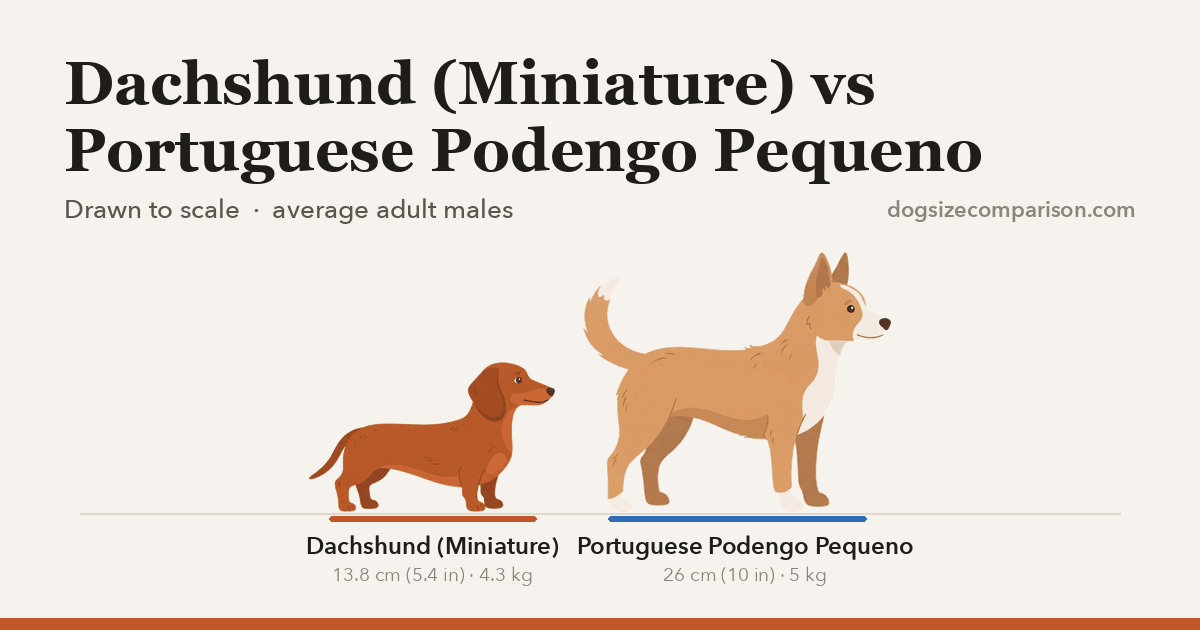 Dachshund (Miniature) vs
Portuguese Podengo Pequeno
Drawn to scale · average adult males
dogsizecomparison.com
Dachshund (Miniature)
13.8 cm (5.4 in) · 4.3 kg
Portuguese Podengo Pequeno
26 cm (10 in) · 5 kg